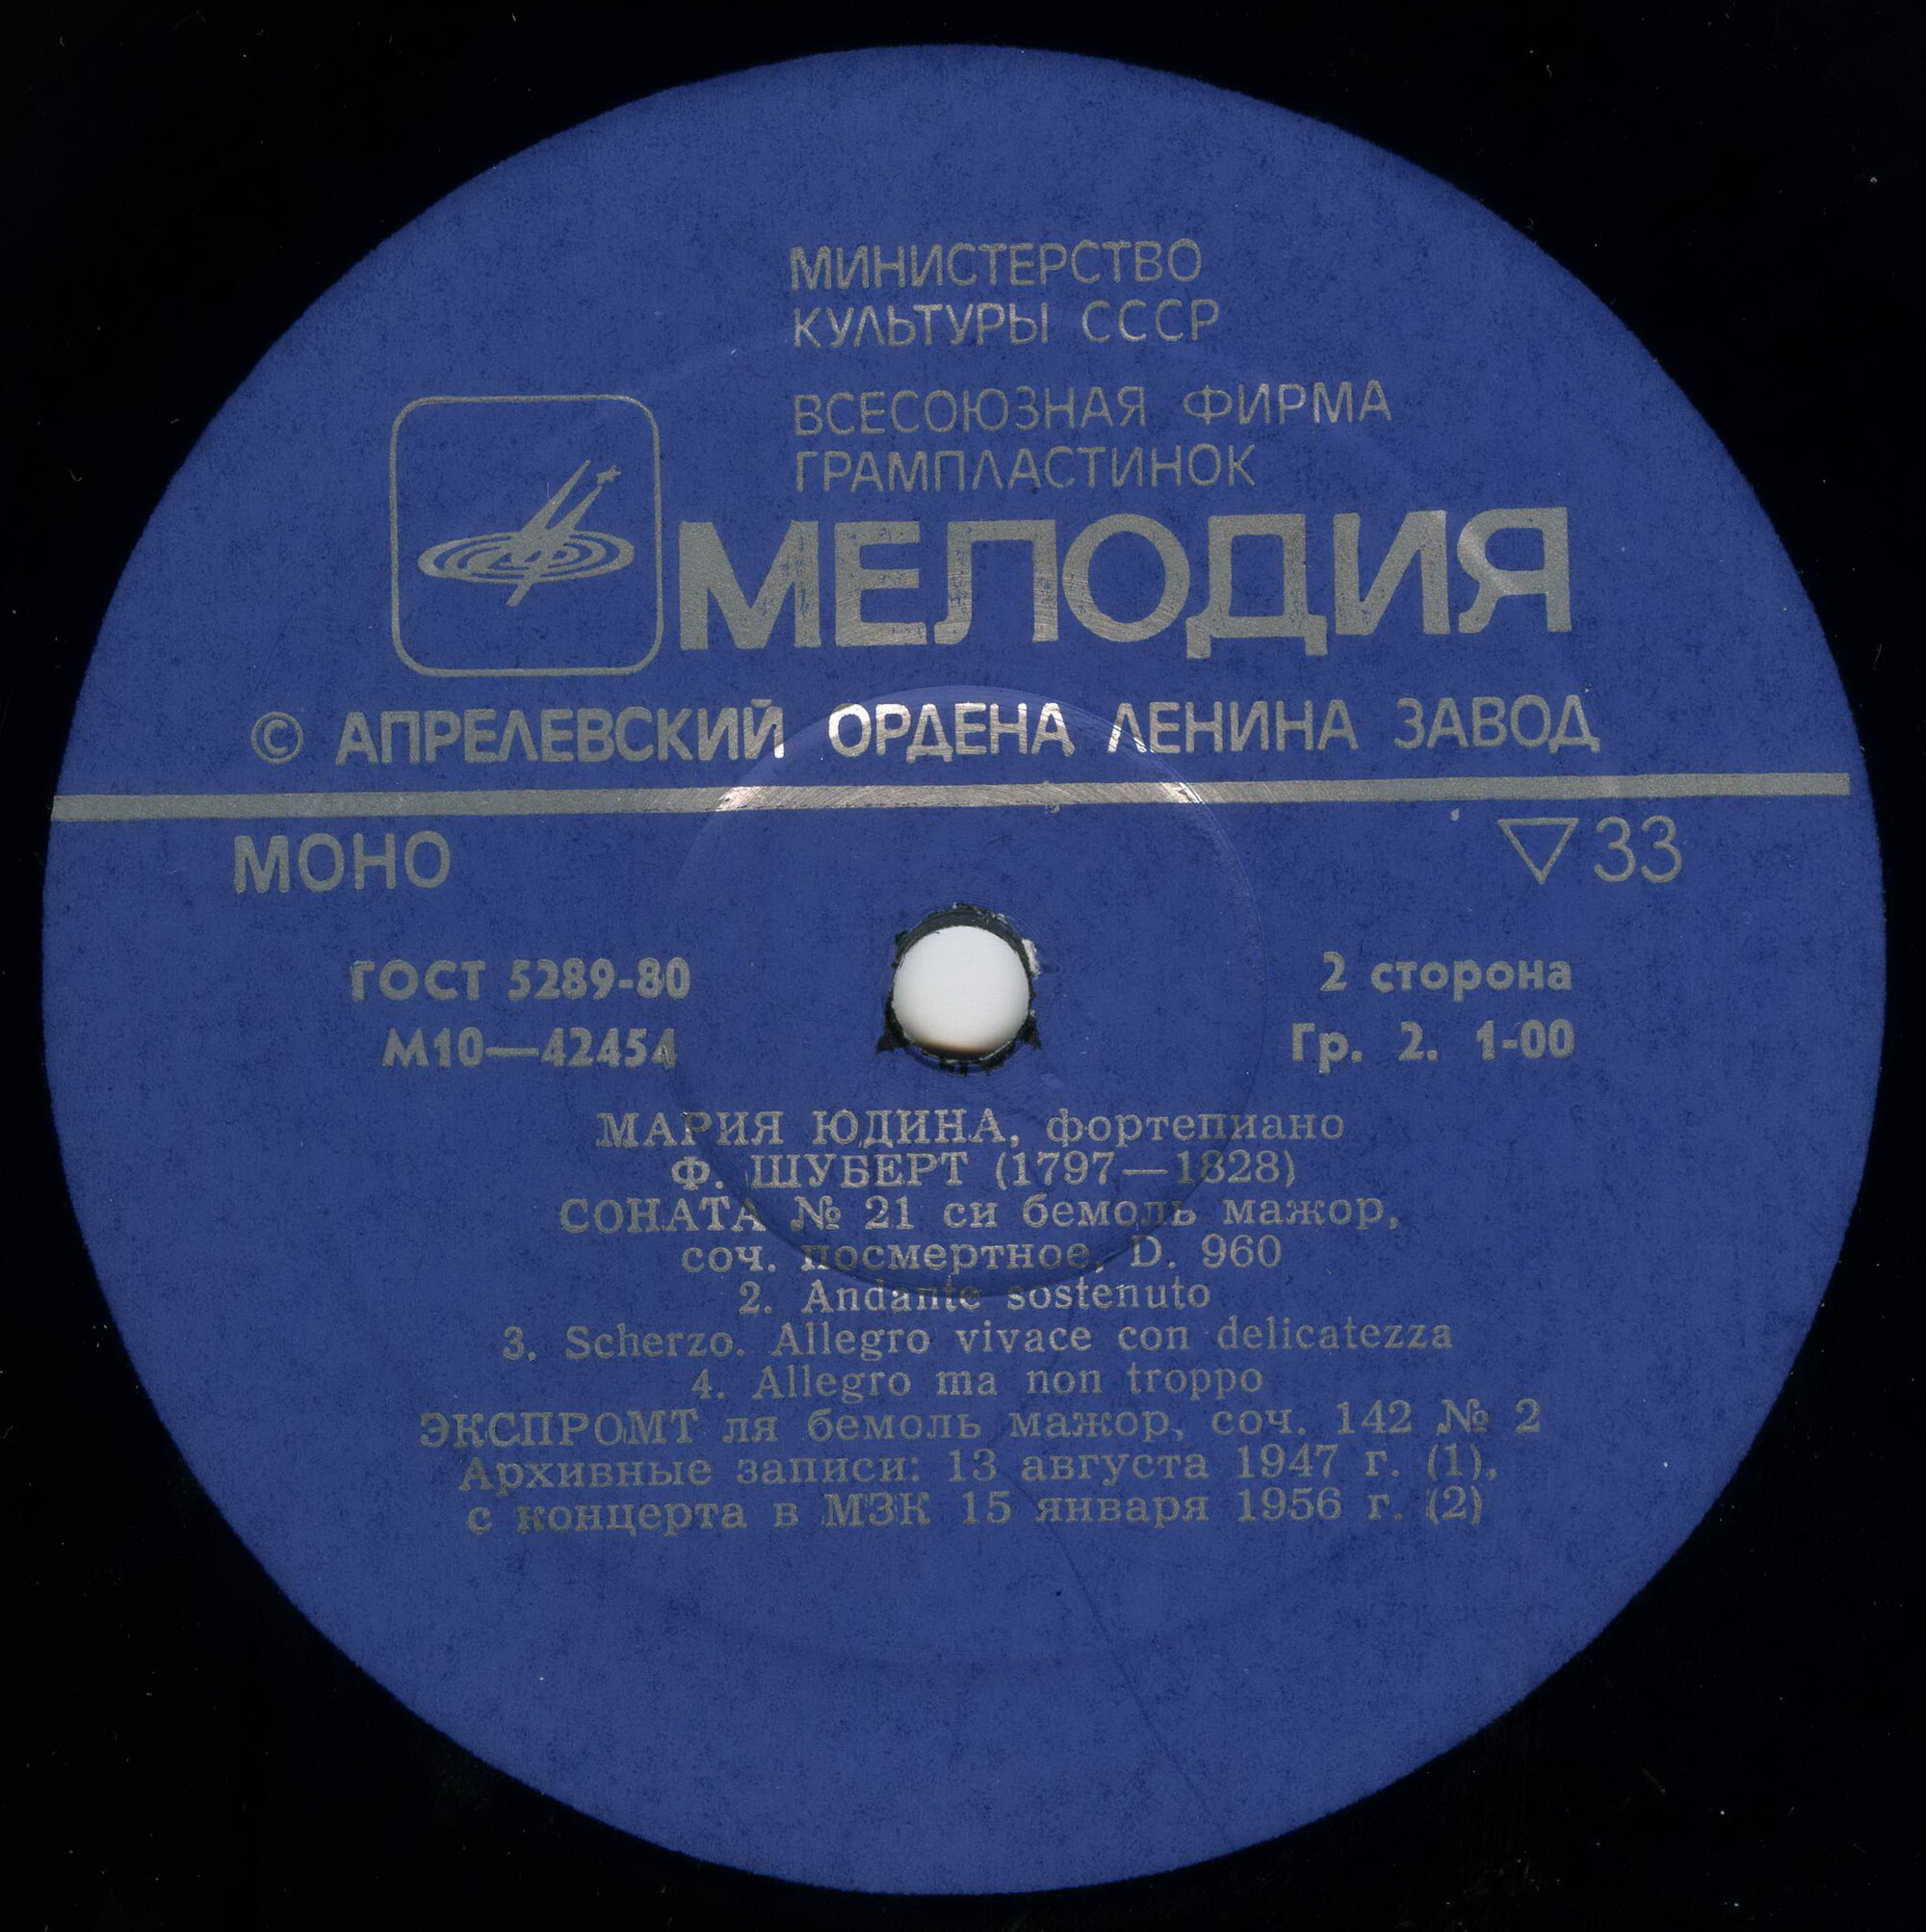 МИНИСТЕРСТВО
КУЛЬТУРЫ СССР
ВСЕСОЮЗНАЯ ФИРМА
ГРАМПЛАСТИНОК
МЕЛОДИЯ
© АПРЕЛЕВСКИЙ ОРДЕНА ЛЕНИНА ЗАВОД
МОНО
▽33
ГОСТ 5289-80
М10—42454
2 сторона
Гр. 2. 1-00
МАРИЯ ЮДИНА, фортепиано
Ф. ШУБЕРТ (1797—1828)
СОНАТА № 21 си бемоль мажор,
соч. посмертное, D. 960
2. Andante sostenuto
3. Scherzo. Allegro vivace con delicatezza
4. Allegro ma non troppo
ЭКСПРОМТ ля бемоль мажор, соч. 142 № 2
Архивные записи: 13 августа 1947 г. (1),
с концерта в МЗК 15 января 1956 г. (2)